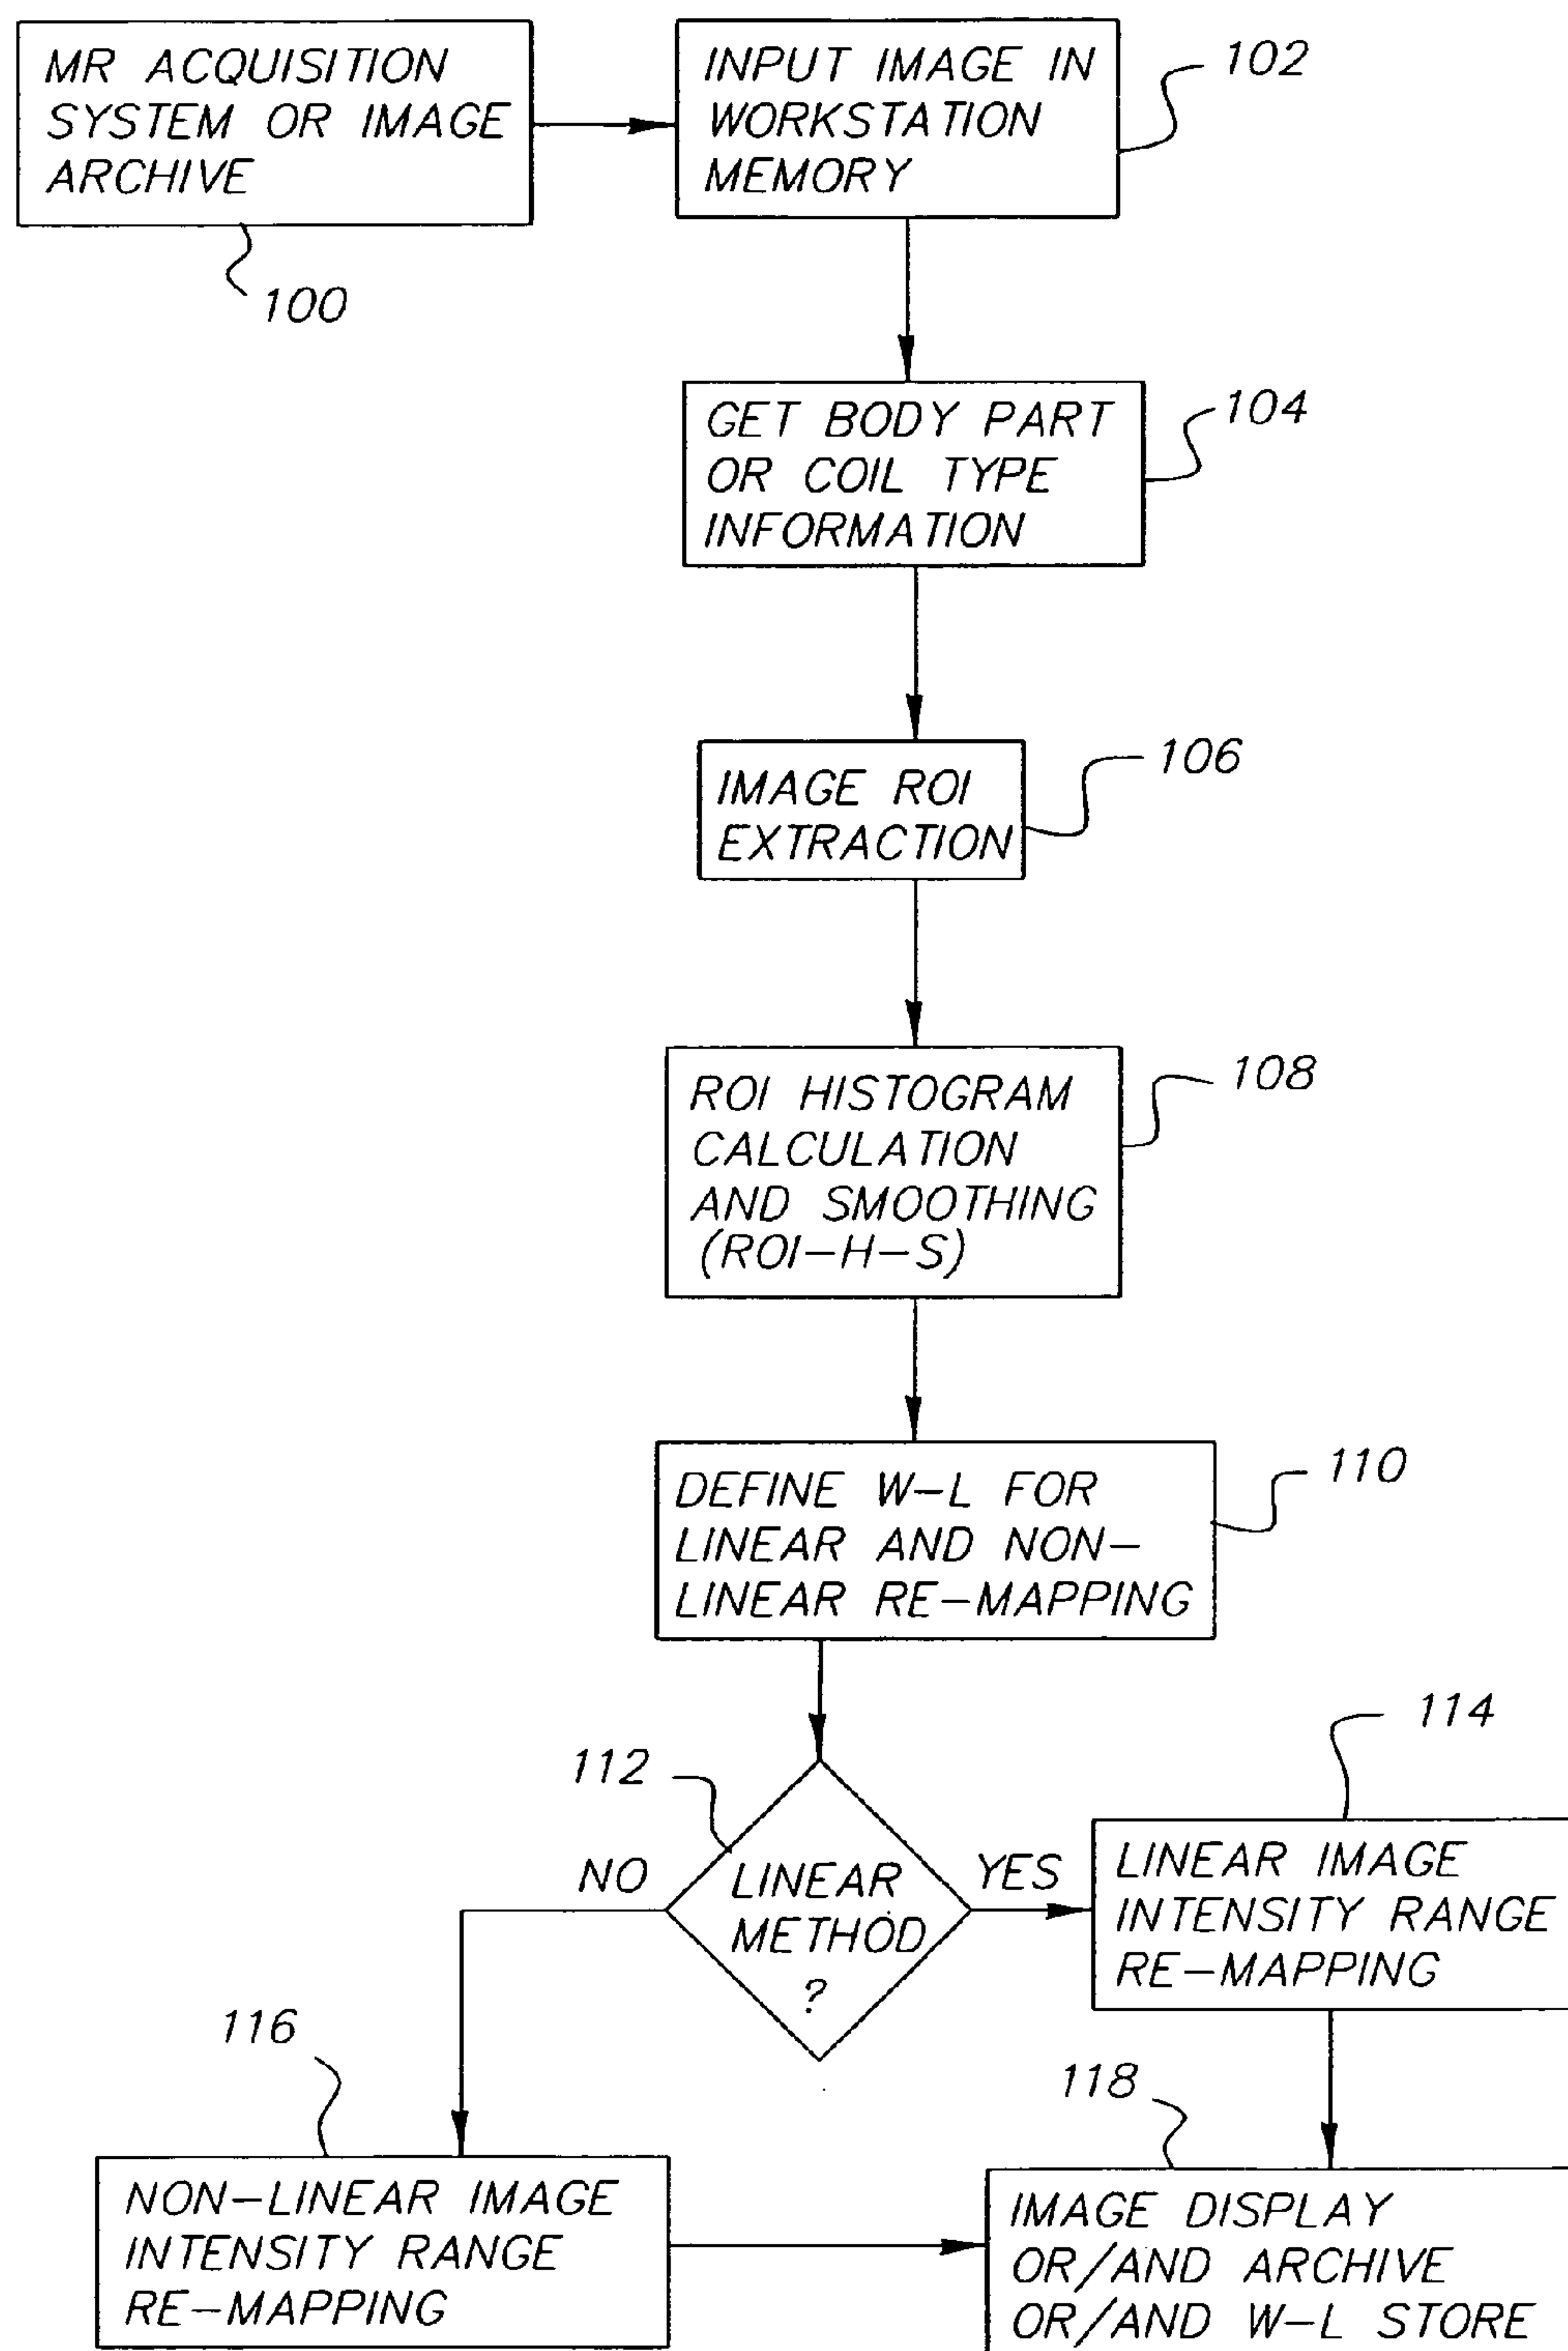 MR ACQUISITION
SYSTEM OR IMAGE
ARCHIVE
100
INPUT IMAGE IN
WORKSTATION
MEMORY
102
GET BODY PART
OR COIL TYPE
INFORMATION
104
IMAGE ROI
EXTRACTION
106
ROI HISTOGRAM
CALCULATION
AND SMOOTHING
(ROI-H-S)
108
DEFINE W-L FOR
LINEAR AND NON-
LINEAR RE-MAPPING
110
112
LINEAR
METHOD
?
NO
YES
114
LINEAR IMAGE
INTENSITY RANGE
RE-MAPPING
116
NON-LINEAR IMAGE
INTENSITY RANGE
RE-MAPPING
118
IMAGE DISPLAY
OR/AND ARCHIVE
OR/AND W-L STORE